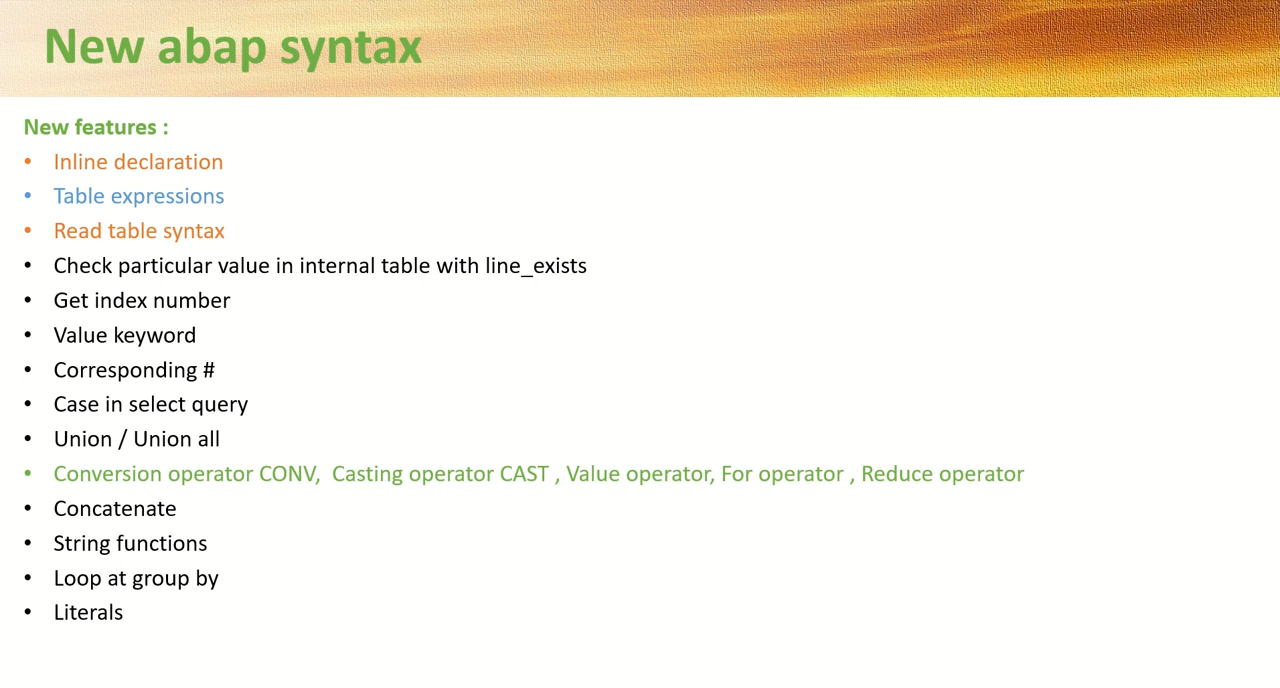 New abap syntax
New features :
• Inline declaration
• Table expressions
• Read table syntax
• Check particular value in internal table with line_exists
• Get index number
• Value keyword
• Corresponding #
• Case in select query
• Union / Union all
• Conversion operator CONV,  Casting operator CAST , Value operator, For operator , Reduce operator
• Concatenate
• String functions
• Loop at group by
• Literals